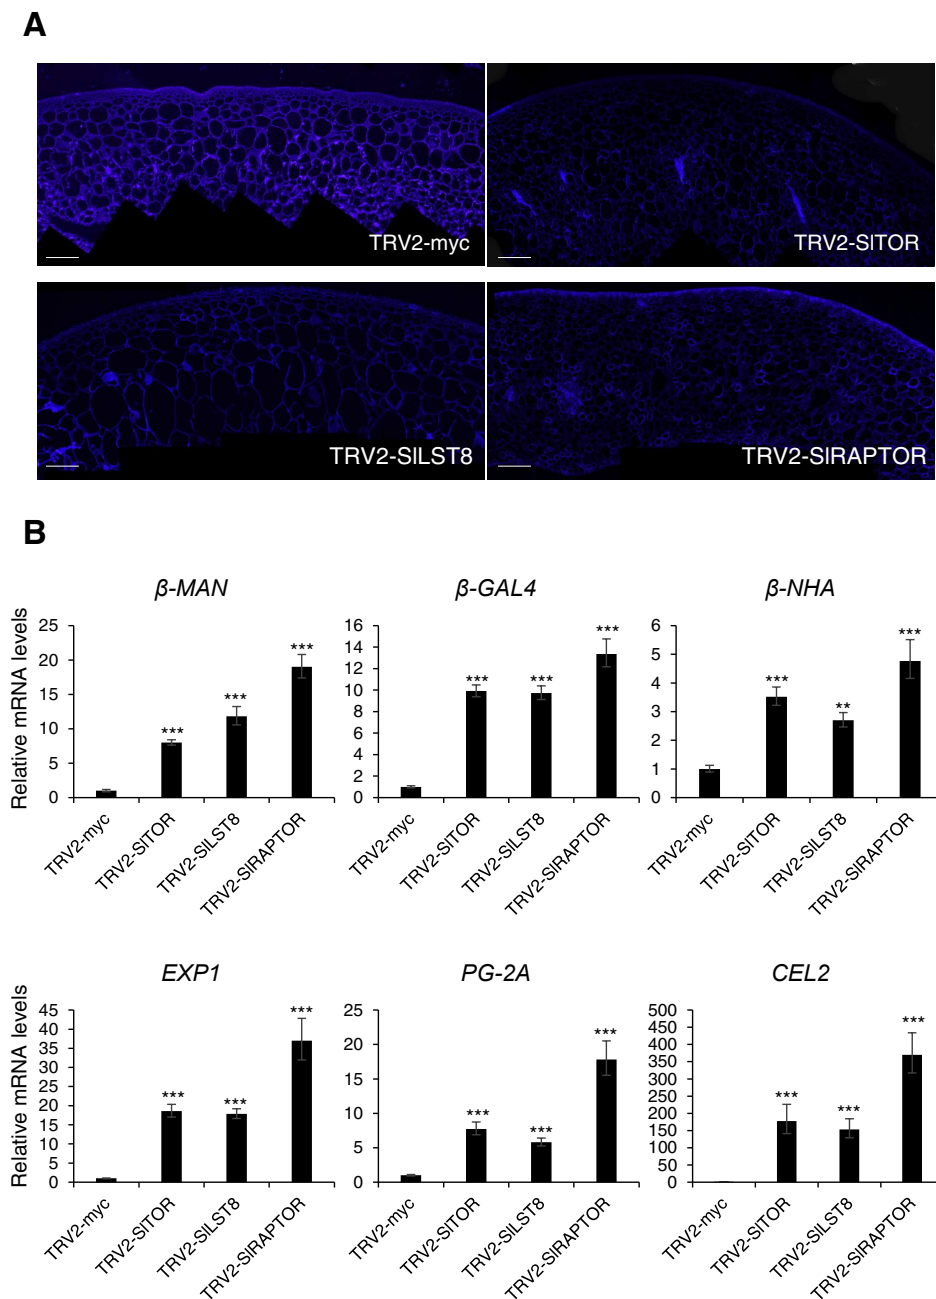 A
TRV2-myc
TRV2-SlTOR
TRV2-SlLST8
TRV2-SlRAPTOR
B
β-MAN
β-GAL4
β-NHA
Relative mRNA levels
25
20
15
10
5
0
***
***
***
TRV2-myc
TRV2-SlTOR
TRV2-SlLST8
TRV2-SlRAPTOR
16
14
12
10
8
6
4
2
0
***
***
***
TRV2-myc
TRV2-SlTOR
TRV2-SlLST8
TRV2-SlRAPTOR
6
5
4
3
2
1
0
***
**
***
TRV2-myc
TRV2-SlTOR
TRV2-SlLST8
TRV2-SlRAPTOR
EXP1
PG-2A
CEL2
Relative mRNA levels
45
40
35
30
25
20
15
10
5
0
***
***
***
TRV2-myc
TRV2-SlTOR
TRV2-SlLST8
TRV2-SlRAPTOR
25
20
15
10
5
0
***
***
***
TRV2-myc
TRV2-SlTOR
TRV2-SlLST8
TRV2-SlRAPTOR
500
450
400
350
300
250
200
150
100
50
0
***
***
***
TRV2-myc
TRV2-SlTOR
TRV2-SlLST8
TRV2-SlRAPTOR